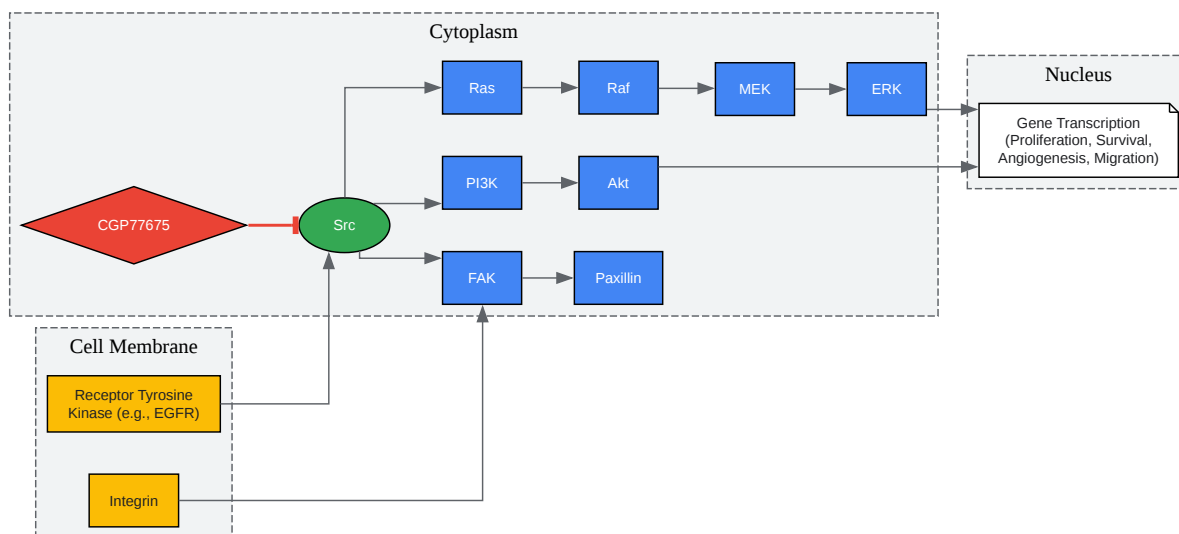 Cytoplasm
Nucleus
Ras
Raf
MEK
ERK
Gene Transcription
(Proliferation, Survival,
Angiogenesis, Migration)
PI3K
Akt
CGP77675
Src
FAK
Paxillin
Cell Membrane
Receptor Tyrosine
Kinase (e.g., EGFR)
Integrin